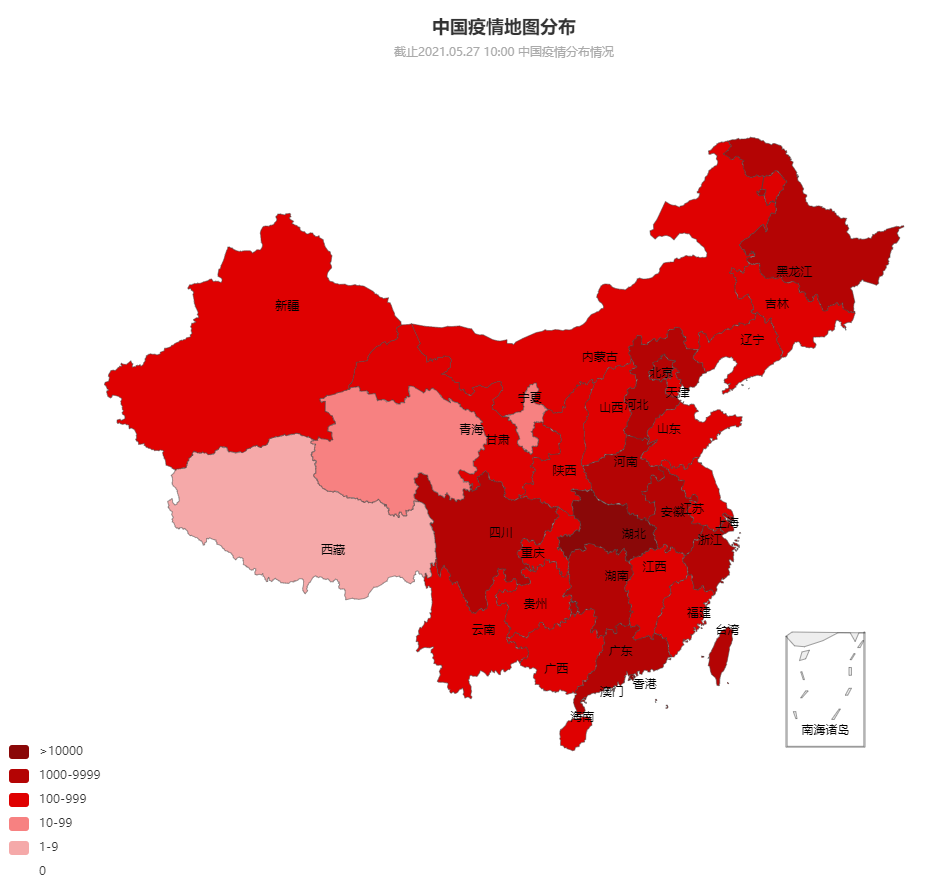 中国疫情地图分布
截止2021.05.27 10:00 中国疫情分布情况
黑龙江
吉林
新疆
辽宁
内蒙古
北京
天津
宁夏
山西
河北
青海
甘肃
山东
河南
陕西
安徽
江苏
上海
四川
湖北
浙江
西藏
重庆
江西
湖南
贵州
福建
云南
台湾
广东
广西
香港
澳门
海南
南海诸岛
>10000
1000-9999
100-999
10-99
1-9
0